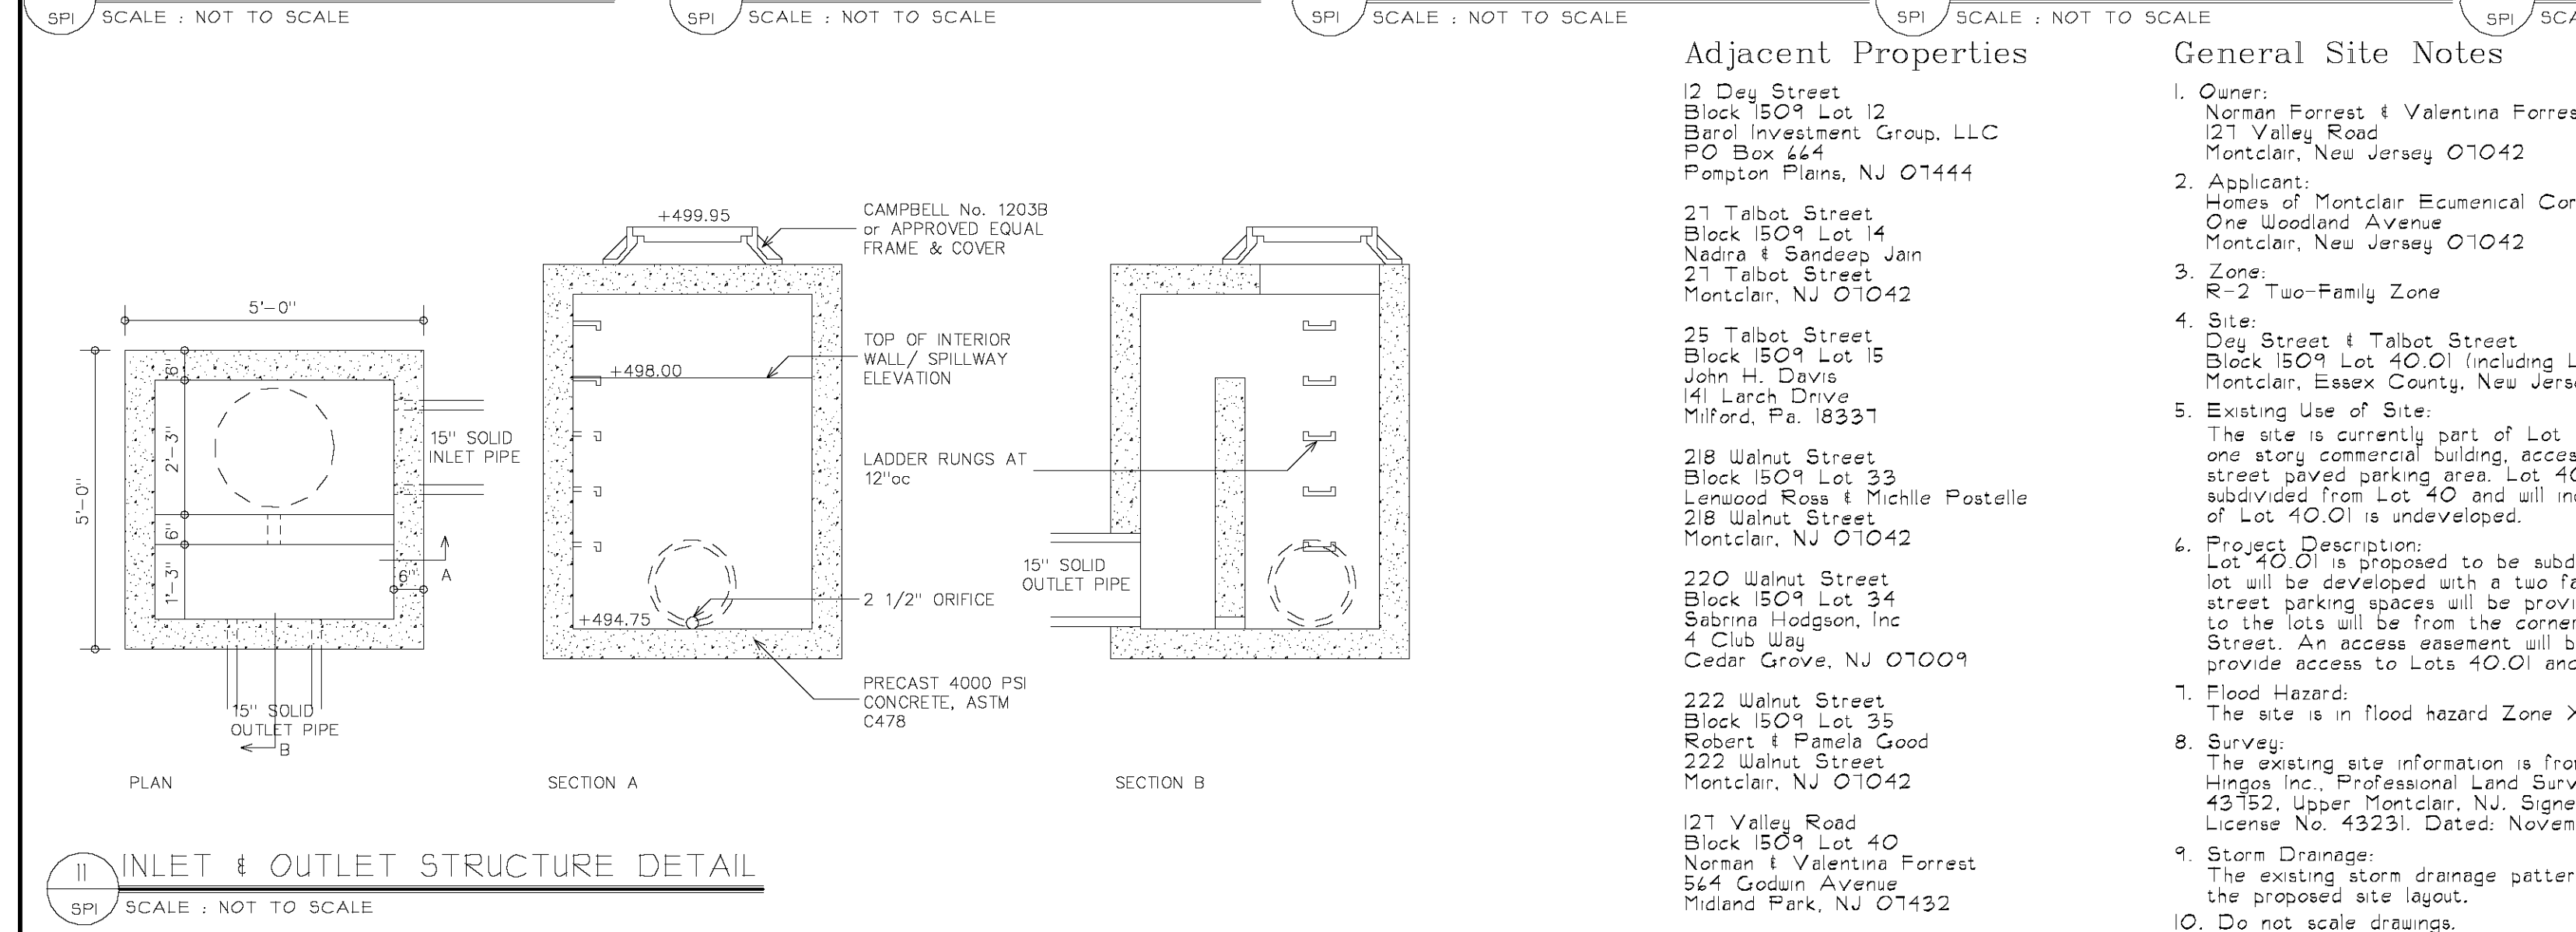 SPI SCALE : NOT TO SCALE
SPI SCALE : NOT TO SCALE
SPI SCALE : NOT TO SCALE
SPI SCALE : NOT TO SCALE
SPI SCA
5'-0"
5'-0"
6"
2'-3"
6"
1'-3"
6"
A
15" SOLID
INLET PIPE
15" SOLID
OUTLET PIPE
B
PLAN
+499.95
+498.00
+494.75
CAMPBELL No. 1203B
or APPROVED EQUAL
FRAME & COVER
TOP OF INTERIOR
WALL/ SPILLWAY
ELEVATION
LADDER RUNGS AT
12"oc
2 1/2" ORIFICE
PRECAST 4000 PSI
CONCRETE, ASTM
C478
SECTION A
15" SOLID
OUTLET PIPE
SECTION B
11 INLET & OUTLET STRUCTURE DETAIL
SPI SCALE : NOT TO SCALE
Adjacent Properties
12 Dey Street
Block 1509 Lot 12
Barol Investment Group, LLC
PO Box 664
Pompton Plains, NJ 07444
27 Talbot Street
Block 1509 Lot 14
Nadira & Sandeep Jain
27 Talbot Street
Montclair, NJ 07042
25 Talbot Street
Block 1509 Lot 15
John H. Davis
141 Larch Drive
Milford, Pa. 18337
218 Walnut Street
Block 1509 Lot 33
Lenwood Ross & Michlle Postelle
218 Walnut Street
Montclair, NJ 07042
220 Walnut Street
Block 1509 Lot 34
Sabrina Hodgson, Inc
4 Club Way
Cedar Grove, NJ 07009
222 Walnut Street
Block 1509 Lot 35
Robert & Pamela Good
222 Walnut Street
Montclair, NJ 07042
127 Valley Road
Block 1509 Lot 40
Norman & Valentina Forrest
564 Godwin Avenue
Midland Park, NJ 07432
General Site Notes
1. Owner:
Norman Forrest & Valentina Forres
127 Valley Road
Montclair, New Jersey 07042
2. Applicant:
Homes of Montclair Ecumenical Cor
One Woodland Avenue
Montclair, New Jersey 07042
3. Zone:
R-2 Two-Family Zone
4. Site:
Dey Street & Talbot Street
Block 1509 Lot 40.01 (including L
Montclair, Essex County, New Jers
5. Existing Use of Site:
The site is currently part of Lot
one story commercial building, acces
street paved parking area. Lot 40
subdivided from Lot 40 and will in
of Lot 40.01 is undeveloped.
6. Project Description:
Lot 40.01 is proposed to be subd
lot will be developed with a two fa
street parking spaces will be provi
to the lots will be from the corner
Street. An access easement will b
provide access to Lots 40.01 and
7. Flood Hazard:
The site is in flood hazard Zone X
8. Survey:
The existing site information is fro
Hingos Inc., Professional Land Surv
43752, Upper Montclair, NJ. Signe
License No. 43231. Dated: Novem
9. Storm Drainage:
The existing storm drainage patter
the proposed site layout.
10. Do not scale drawings.